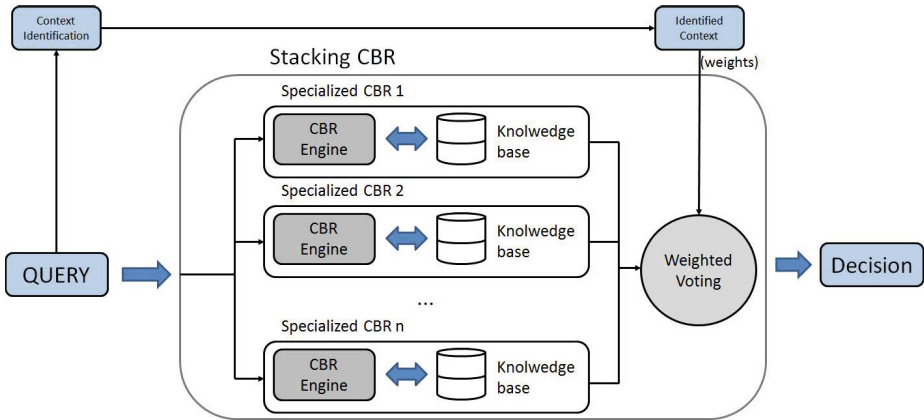 Context
Identification
Identified
Context
(weights)
Stacking CBR
Specialized CBR 1
CBR
Engine
Knolwedge
base
Specialized CBR 2
CBR
Engine
Knolwedge
base
QUERY
Weighted
Voting
Decision
...
Specialized CBR n
CBR
Engine
Knolwedge
base